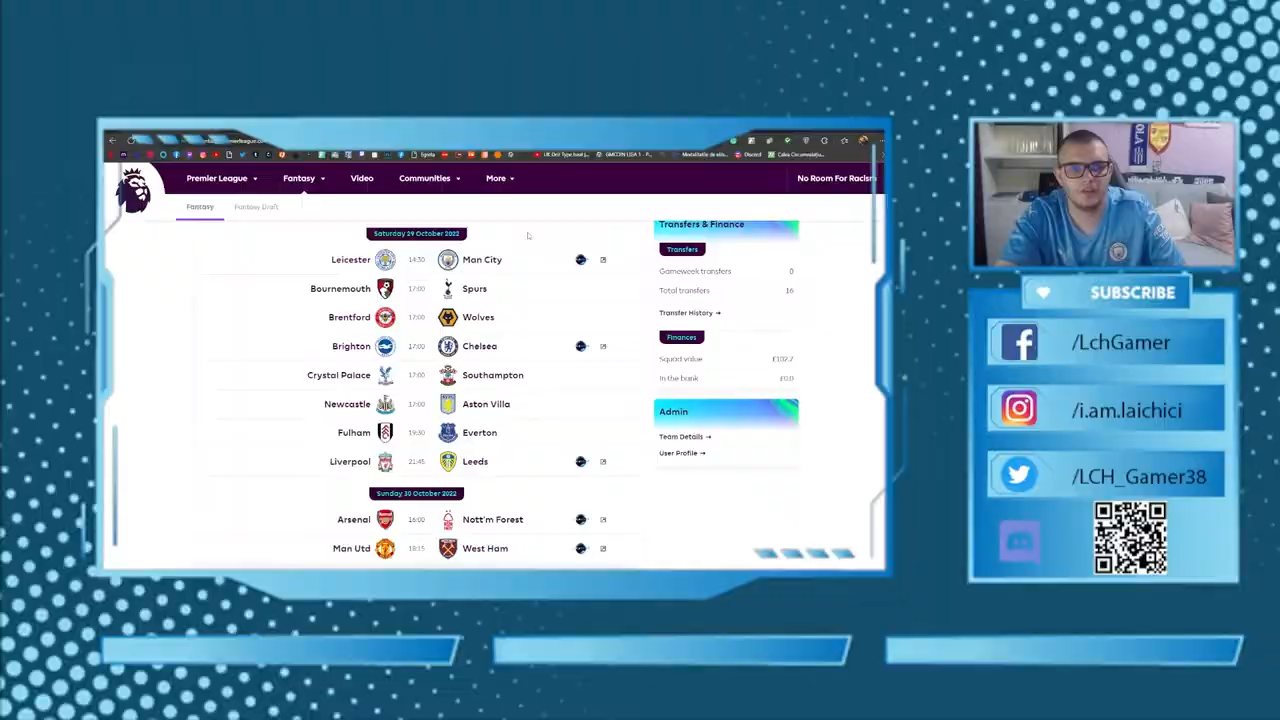 Premier League
Fantasy
Video
Communities
More
No Room For Racism
Fantasy
Fantasy Draft
Saturday 29 October 2022
Leicester 14:30 Man City
Bournemouth 17:00 Spurs
Brentford 17:00 Wolves
Brighton 17:00 Chelsea
Crystal Palace 17:00 Southampton
Newcastle 17:00 Aston Villa
Fulham 19:30 Everton
Liverpool 21:45 Leeds
Sunday 30 October 2022
Arsenal 16:00 Nott'm Forest
Man Utd 18:15 West Ham
Transfers & Finance
Transfers
Gameweek transfers 0
Total transfers 16
Transfer History →
Finances
Squad value £102.7
In the bank £0.0
Admin
Team Details →
User Profile →
SUBSCRIBE
/LchGamer
/i.am.laichici
/LCH_Gamer38